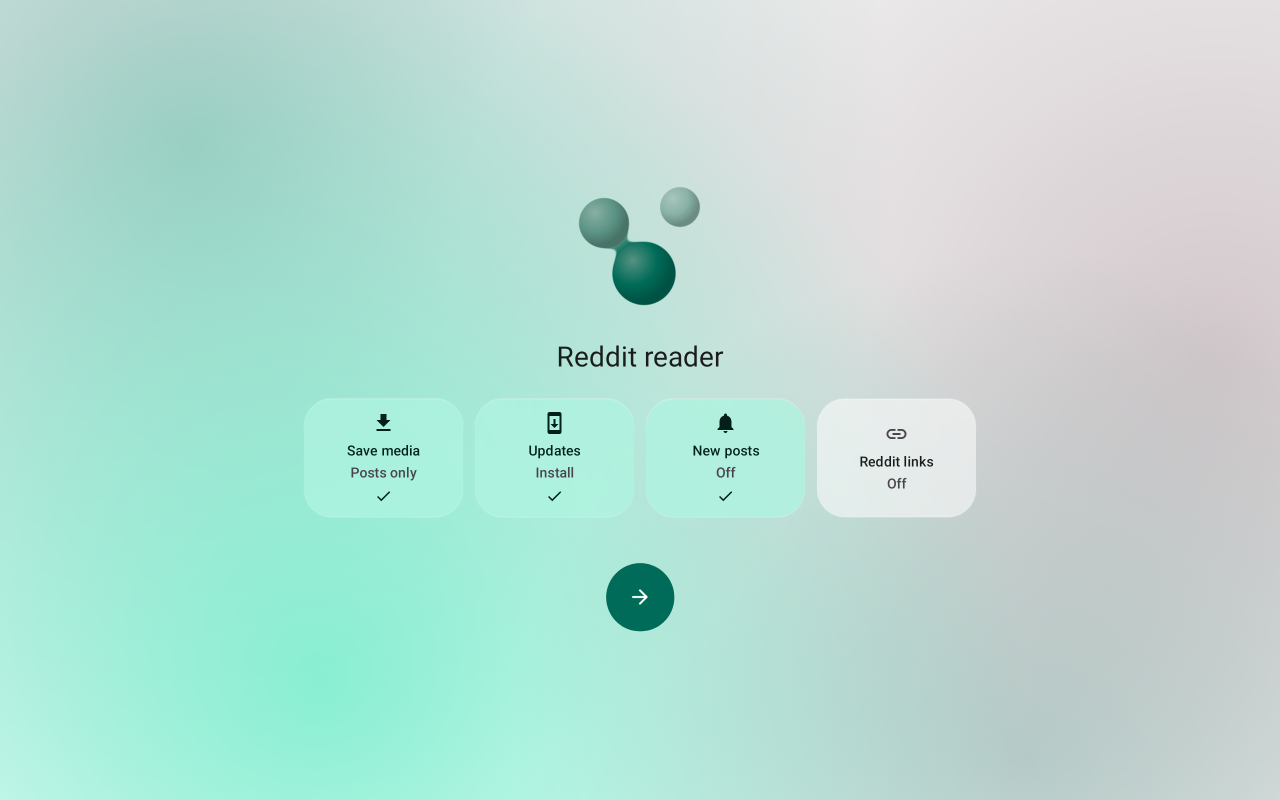 Reddit reader
Save media
Posts only
Updates
Install
New posts
Off
Reddit links
Off